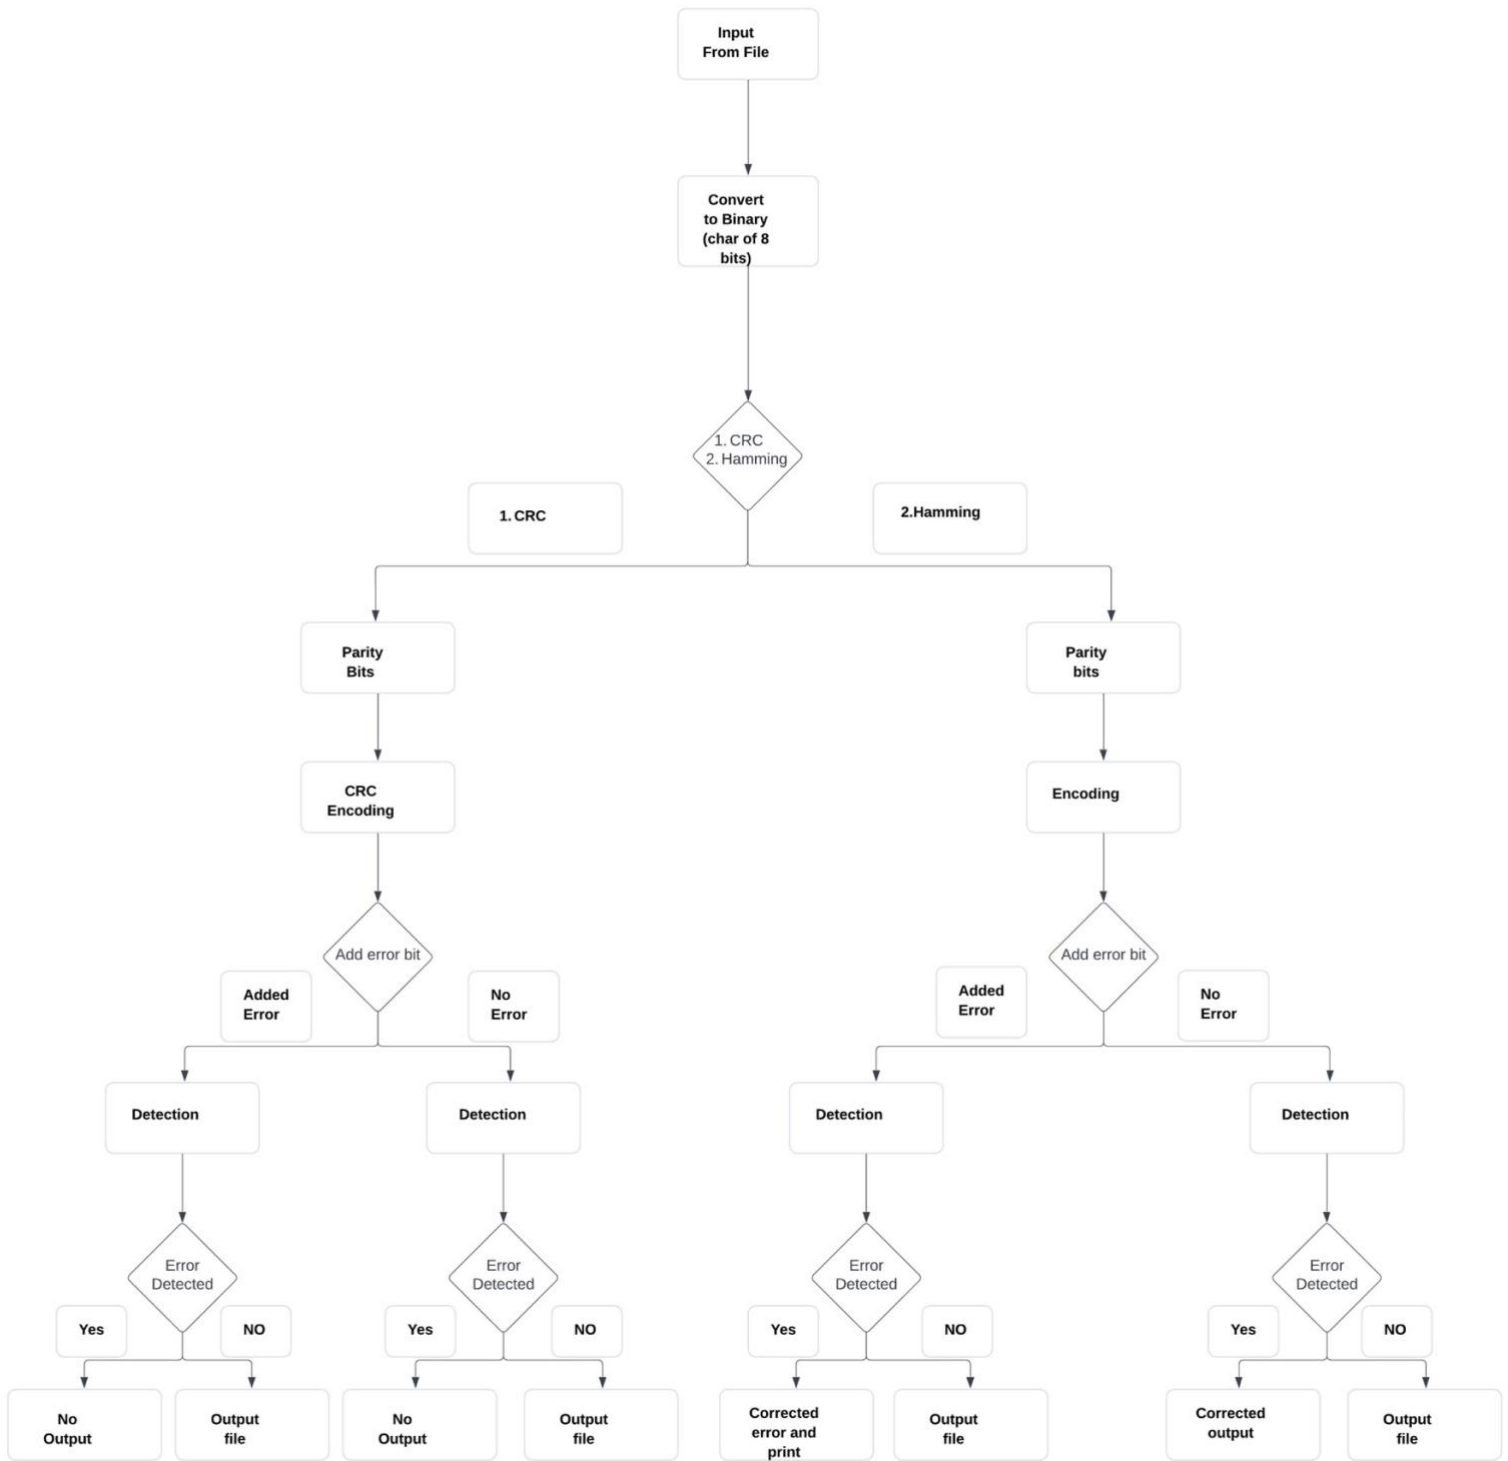 Input
From File
Convert
to Binary
(char of 8
bits)
1. CRC
2. Hamming
1. CRC
2.Hamming
Parity
Bits
Parity
bits
CRC
Encoding
Encoding
Add error bit
Add error bit
Added
Error
No
Error
Added
Error
No
Error
Detection
Detection
Detection
Detection
Error
Detected
Error
Detected
Error
Detected
Error
Detected
Yes
NO
Yes
NO
Yes
NO
Yes
NO
No
Output
Output
file
No
Output
Output
file
Corrected
error and
print
Output
file
Corrected
output
Output
file